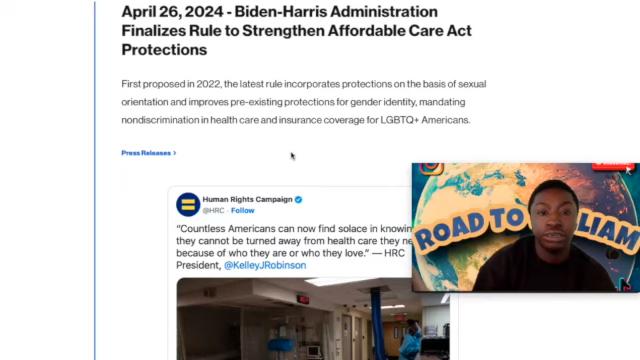 April 26, 2024 - Biden-Harris Administration
Finalizes Rule to Strengthen Affordable Care Act
Protections
First proposed in 2022, the latest rule incorporates protections on the basis of sexual
orientation and improves pre-existing protections for gender identity, mandating
nondiscrimination in health care and insurance coverage for LGBTQ+ Americans.
Press Releases >
Human Rights Campaign
@HRC · Follow
“Countless Americans can now find solace in knowin
they cannot be turned away from health care they ne
because of who they are or who they love.” — HRC
President, @KelleyJRobinson
ROAD TO LIAM